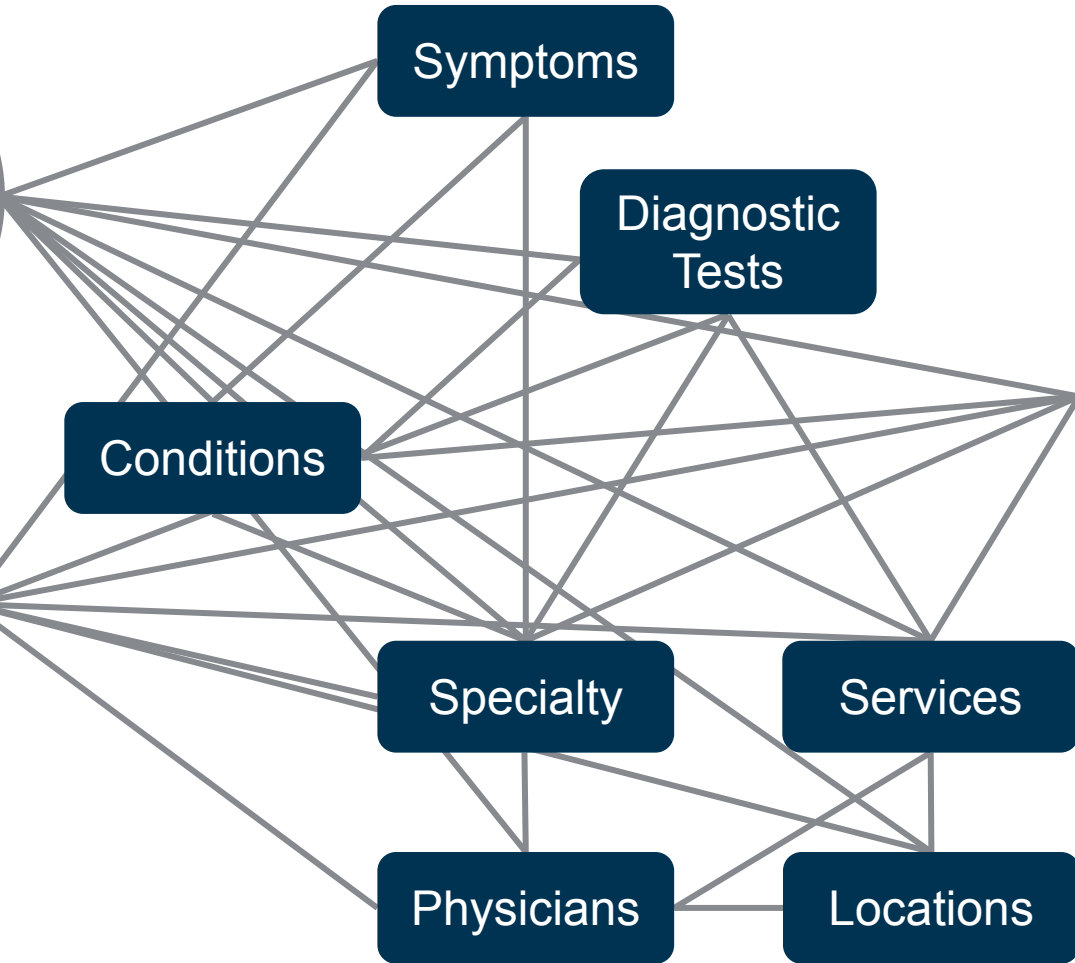 Symptoms
Diagnostic
Tests
Conditions
Specialty
Services
Physicians
Locations